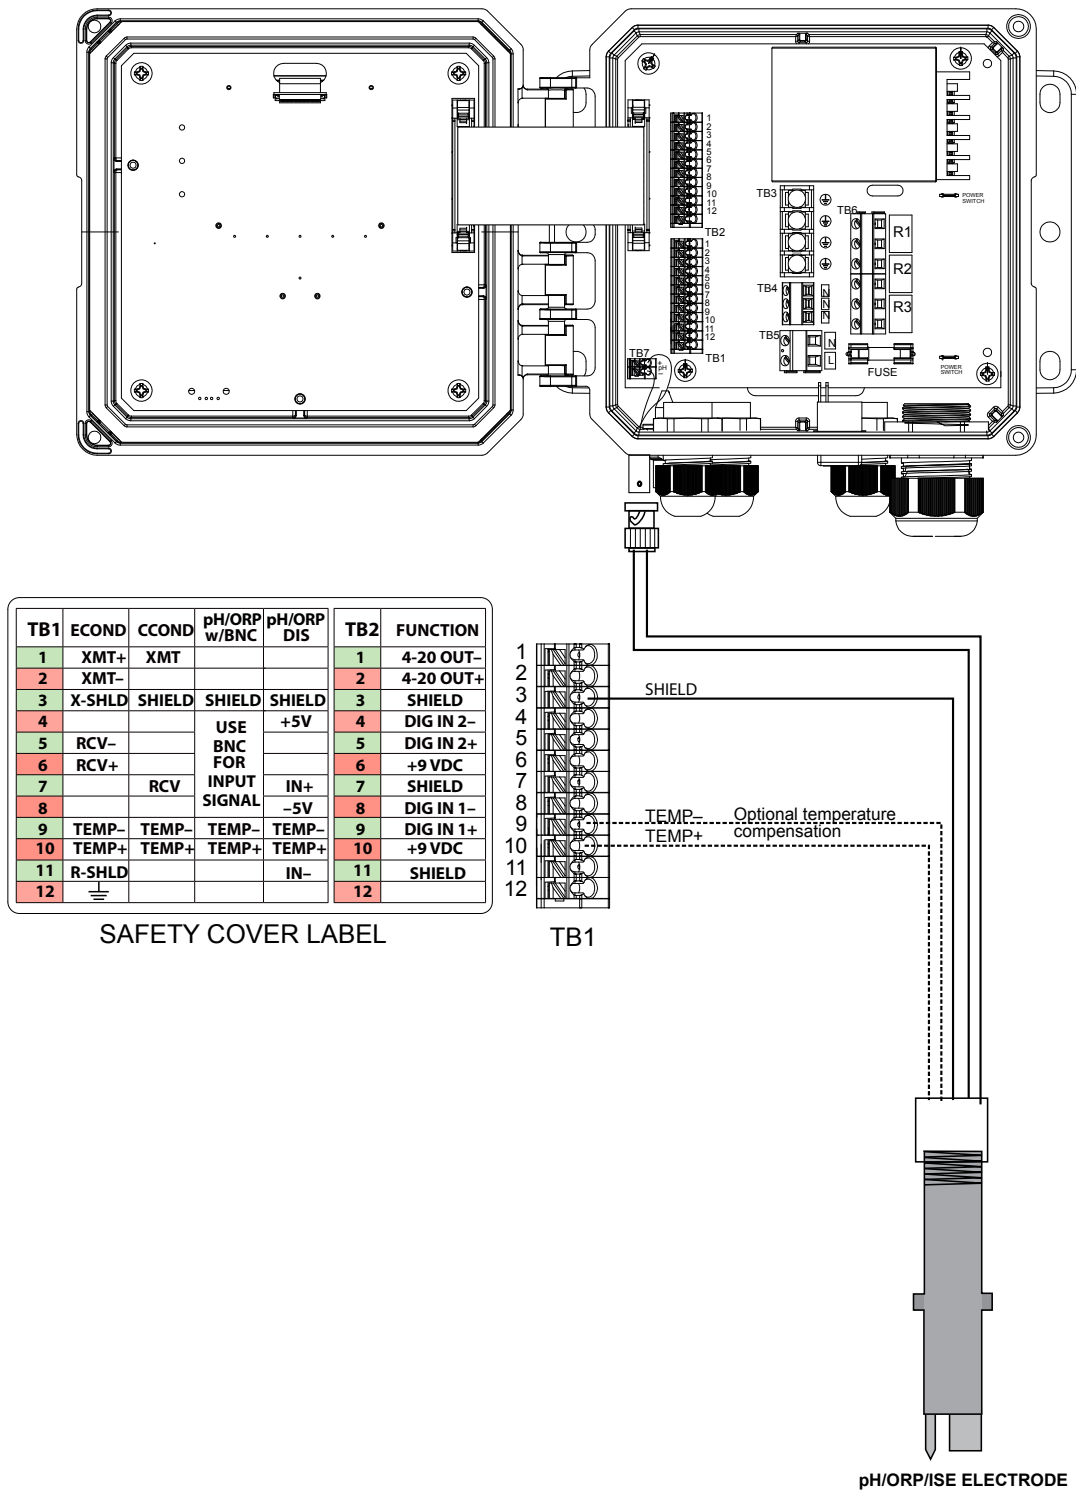 1
2
3
4
5
6
7
8
9
10
11
12
TB2
1
2
3
4
5
6
7
8
9
10
11
12
TB1
TB7
+
pH
–
TB3
TB4
N
N
N
TB5
N
L
TB6
R1
R2
R3
FUSE
POWER
SWITCH
POWER
SWITCH
TB1 ECOND CCOND pH/ORP w/BNC pH/ORP DIS TB2 FUNCTION
1 XMT+ XMT 1 4-20 OUT–
2 XMT– 2 4-20 OUT+
3 X-SHLD SHIELD SHIELD SHIELD 3 SHIELD
4 USE +5V 4 DIG IN 2–
5 RCV– BNC 5 DIG IN 2+
6 RCV+ FOR 6 +9 VDC
7 RCV INPUT IN+ 7 SHIELD
8 SIGNAL –5V 8 DIG IN 1–
9 TEMP– TEMP– TEMP– TEMP– 9 DIG IN 1+
10 TEMP+ TEMP+ TEMP+ TEMP+ 10 +9 VDC
11 R-SHLD IN– 11 SHIELD
12 12
SAFETY COVER LABEL
1
2
3 SHIELD
4
5
6
7
8
9 TEMP– Optional temperature
10 TEMP+ compensation
11
12
TB1
pH/ORP/ISE ELECTRODE